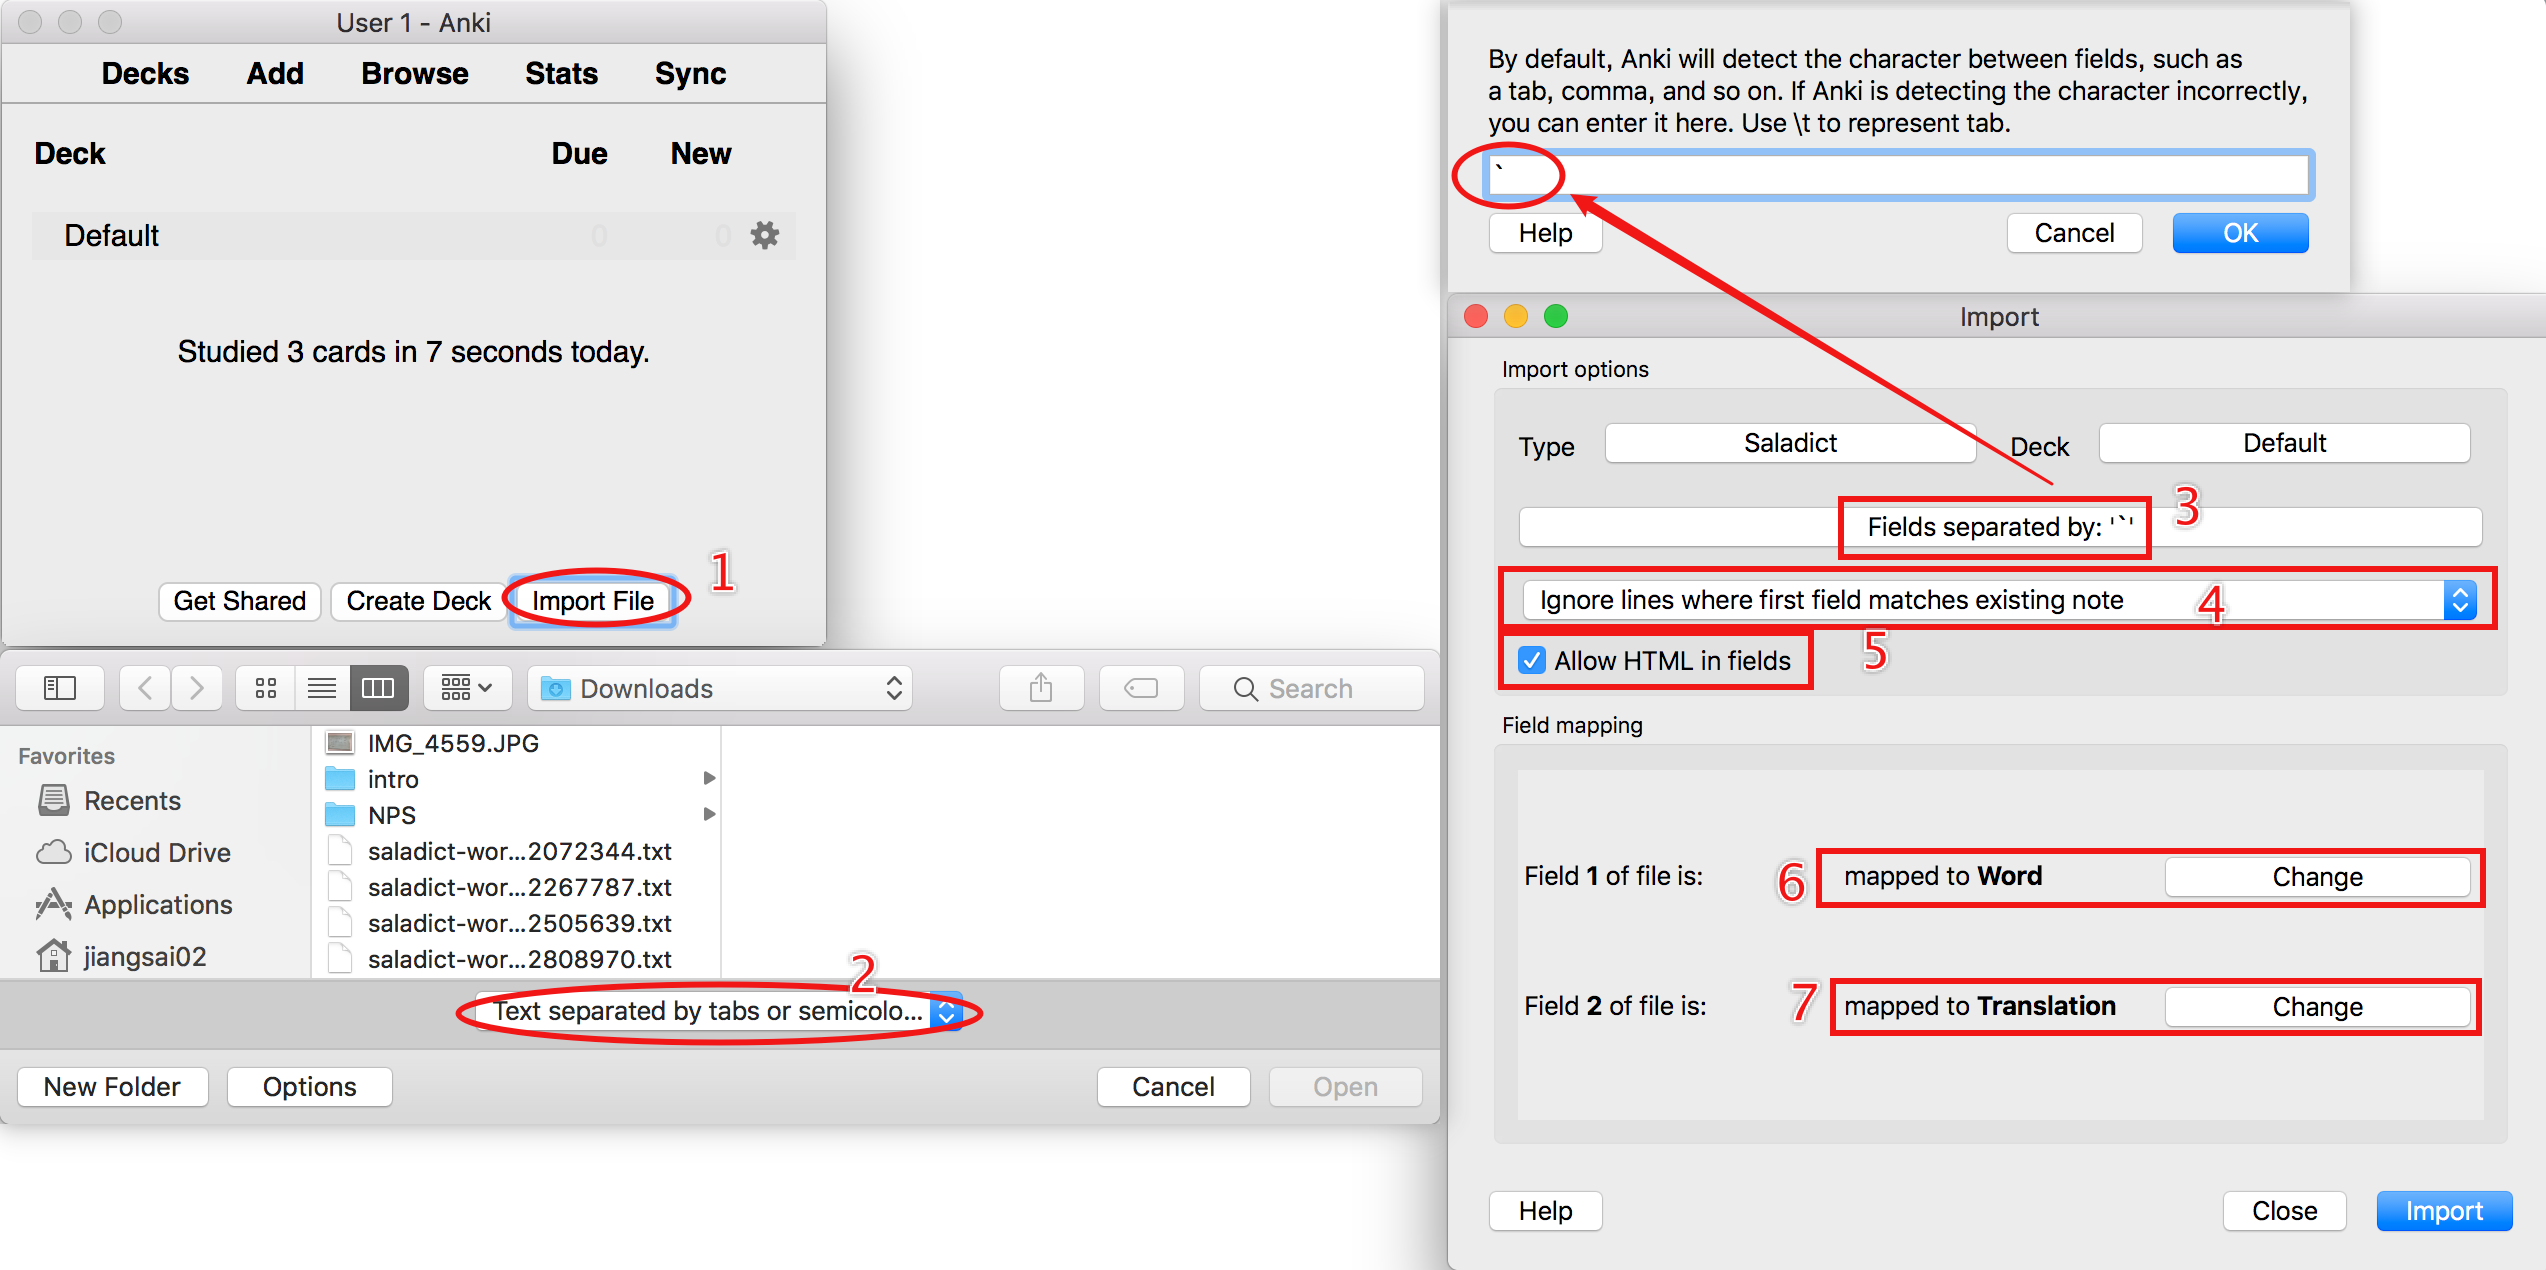 User 1 - Anki
Decks Add Browse Stats Sync
Deck Due New
Default 0 0
Studied 3 cards in 7 seconds today.
Get Shared Create Deck Import File 1
Downloads Search
Favorites
Recents
iCloud Drive
Applications
jiangsai02
IMG_4559.JPG
intro
NPS
saladict-wor...2072344.txt
saladict-wor...2267787.txt
saladict-wor...2505639.txt
saladict-wor...2808970.txt
2
Text separated by tabs or semicolo...
New Folder Options Cancel Open
By default, Anki will detect the character between fields, such as
a tab, comma, and so on. If Anki is detecting the character incorrectly,
you can enter it here. Use \t to represent tab.
`
Help Cancel OK
Import
Import options
Type Saladict Deck Default
Fields separated by: '`' 3
Ignore lines where first field matches existing note 4
Allow HTML in fields 5
Field mapping
Field 1 of file is: 6 mapped to Word Change
Field 2 of file is: 7 mapped to Translation Change
Help Close Import